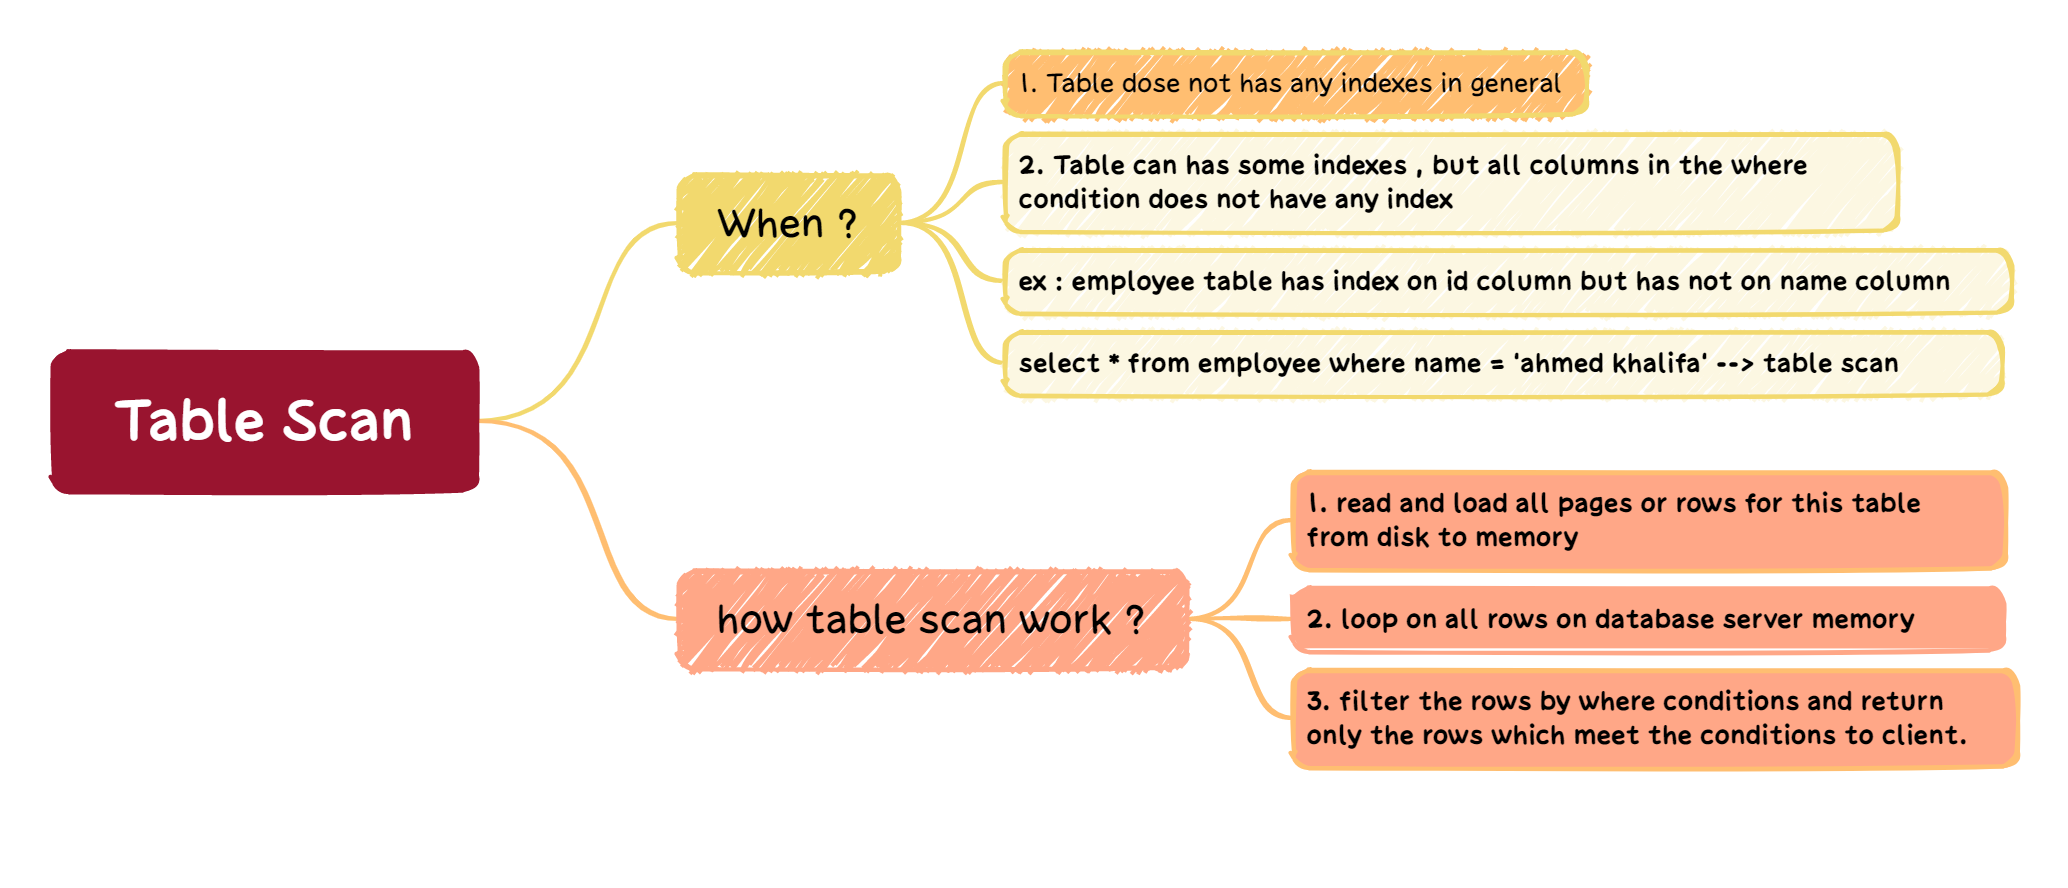 Table Scan
When ?
1. Table dose not has any indexes in general
2. Table can has some indexes , but all columns in the where
condition does not have any index
ex : employee table has index on id column but has not on name column
select * from employee where name = 'ahmed khalifa' --> table scan
how table scan work ?
1. read and load all pages or rows for this table
from disk to memory
2. loop on all rows on database server memory
3. filter the rows by where conditions and return
only the rows which meet the conditions to client.